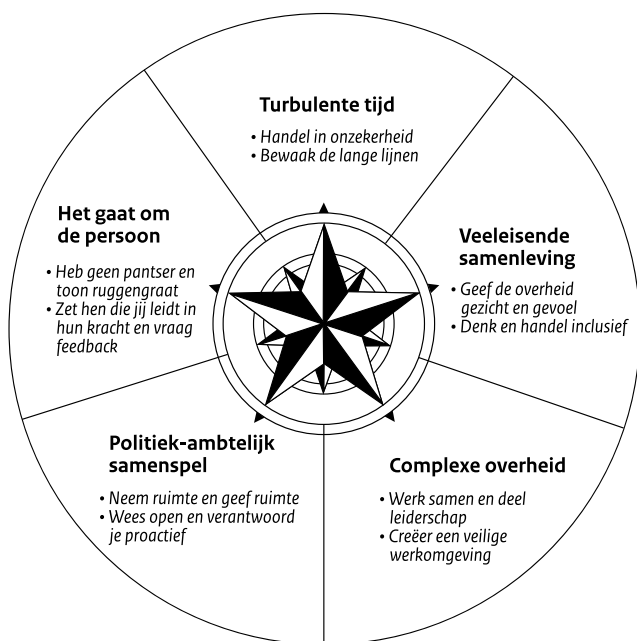 Turbulente tijd
• Handel in onzekerheid
• Bewaak de lange lijnen
Veeleisende
samenleving
• Geef de overheid
gezicht en gevoel
• Denk en handel inclusief
Complexe overheid
• Werk samen en deel
leiderschap
• Creëer een veilige
werkomgeving
Politiek-ambtelijk
samenspel
• Neem ruimte en geef ruimte
• Wees open en verantwoord
je proactief
Het gaat om
de persoon
• Heb geen pantser en
toon ruggengraat
• Zet hen die jij leidt in
hun kracht en vraag
feedback